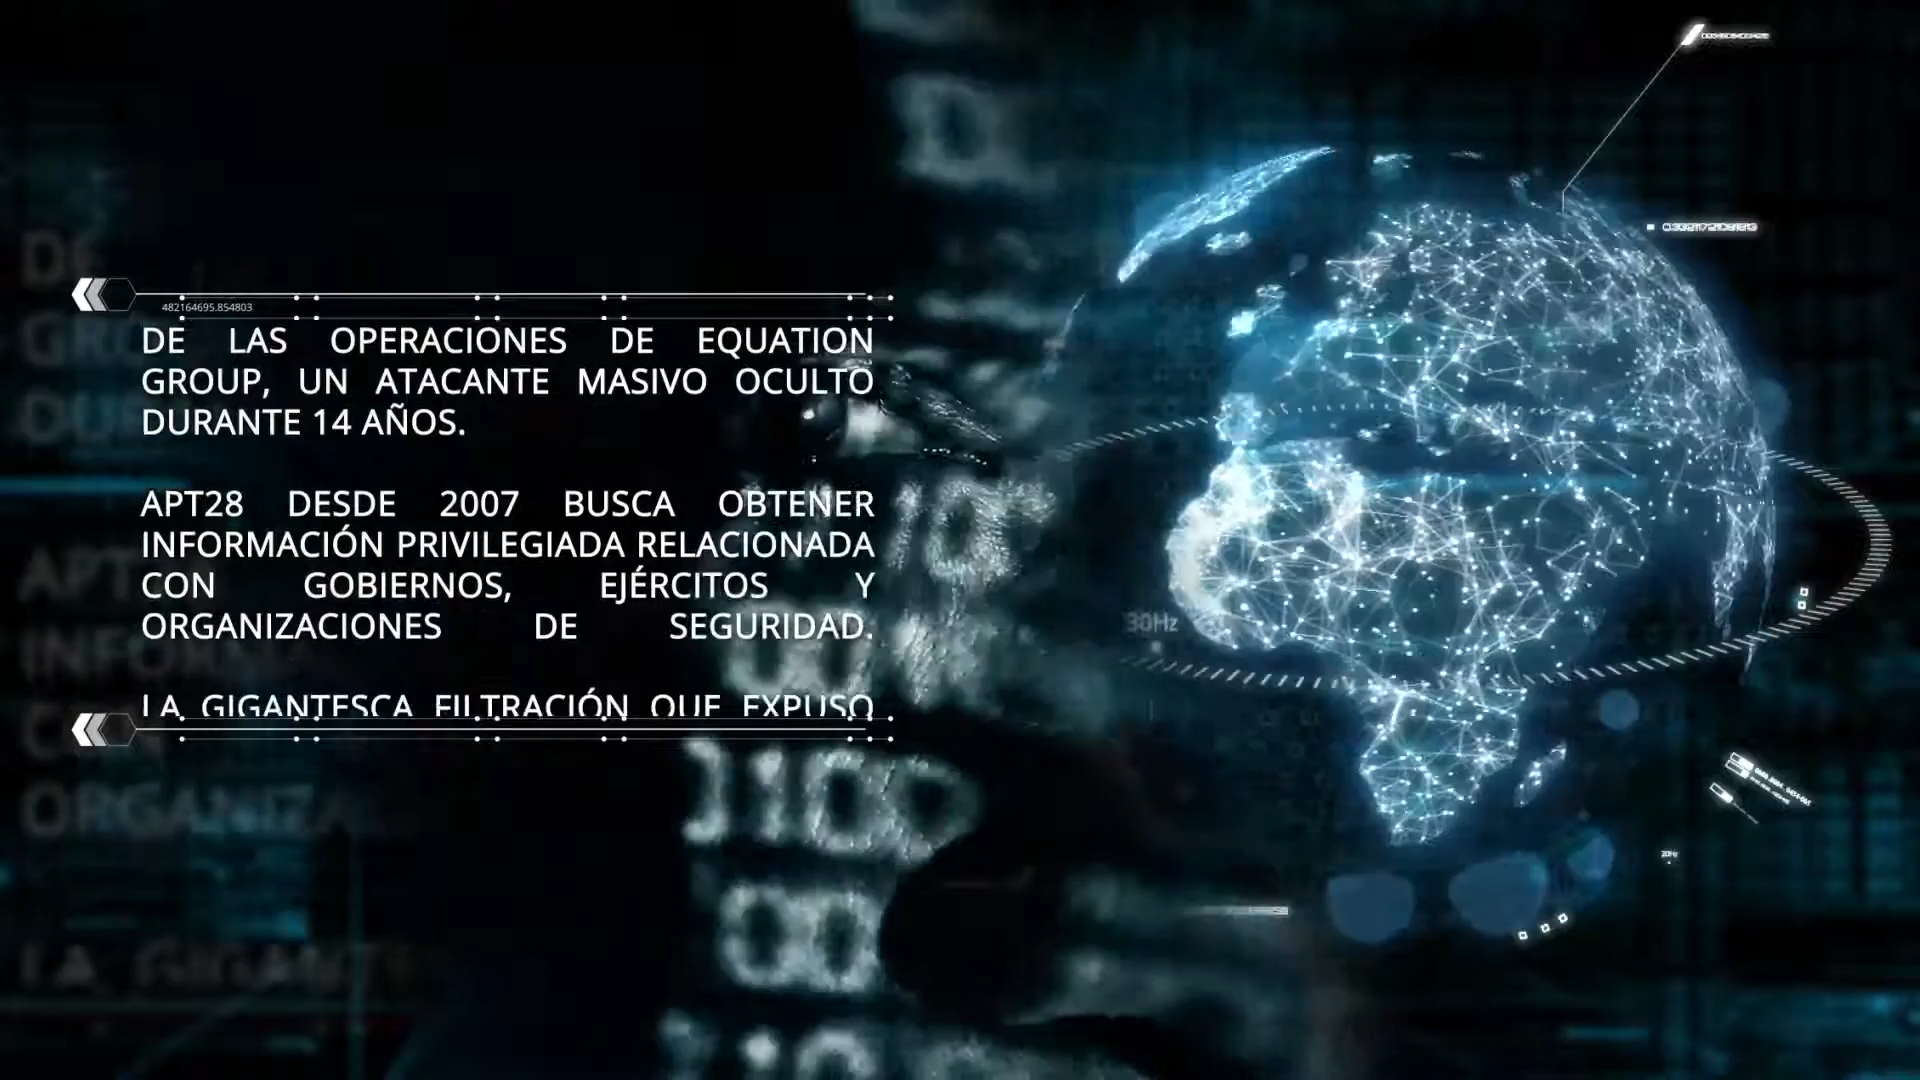 482164695.854803
DE LAS OPERACIONES DE EQUATION
GROUP, UN ATACANTE MASIVO OCULTO
DURANTE 14 AÑOS.
APT28 DESDE 2007 BUSCA OBTENER
INFORMACIÓN PRIVILEGIADA RELACIONADA
CON GOBIERNOS, EJÉRCITOS Y
ORGANIZACIONES DE SEGURIDAD.
LA GIGANTESCA FILTRACIÓN QUE EXPUSO
30Hz
20Hz